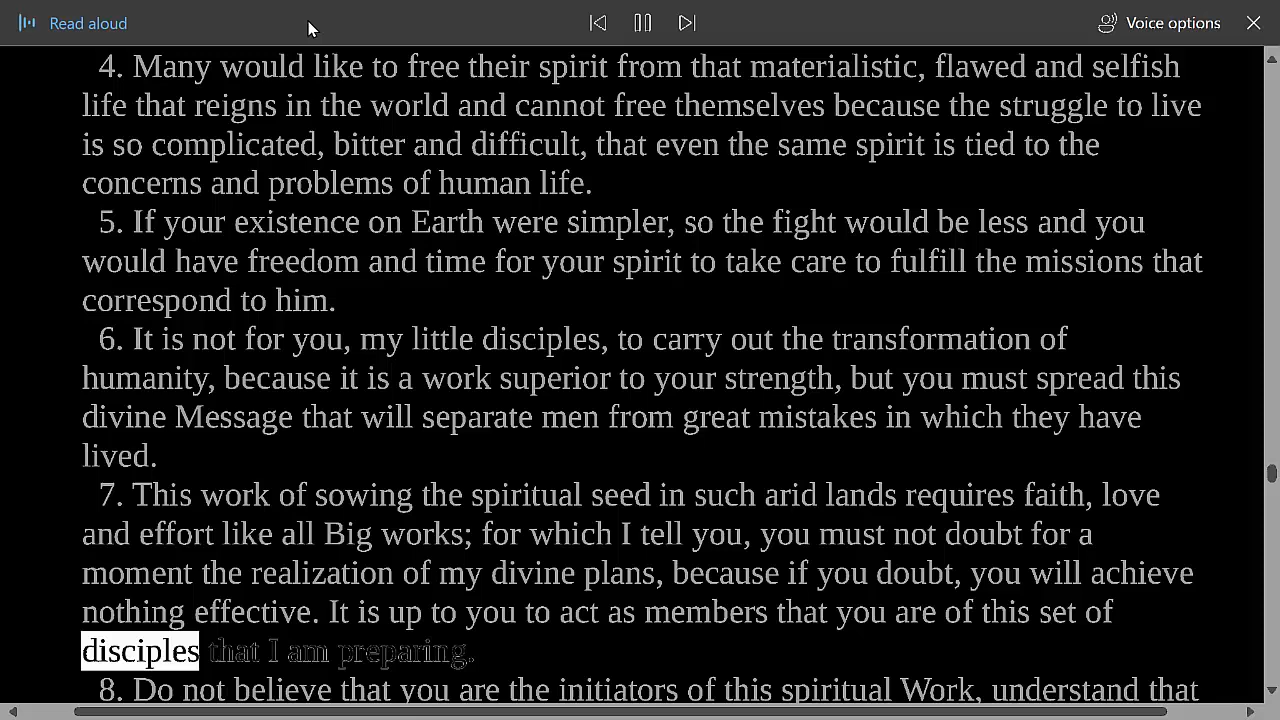 Read aloud
Voice options
4. Many would like to free their spirit from that materialistic, flawed and selfish
life that reigns in the world and cannot free themselves because the struggle to live
is so complicated, bitter and difficult, that even the same spirit is tied to the
concerns and problems of human life.
5. If your existence on Earth were simpler, so the fight would be less and you
would have freedom and time for your spirit to take care to fulfill the missions that
correspond to him.
6. It is not for you, my little disciples, to carry out the transformation of
humanity, because it is a work superior to your strength, but you must spread this
divine Message that will separate men from great mistakes in which they have
lived.
7. This work of sowing the spiritual seed in such arid lands requires faith, love
and effort like all Big works; for which I tell you, you must not doubt for a
moment the realization of my divine plans, because if you doubt, you will achieve
nothing effective. It is up to you to act as members that you are of this set of
disciples that I am preparing.
8. Do not believe that you are the initiators of this spiritual Work, understand that